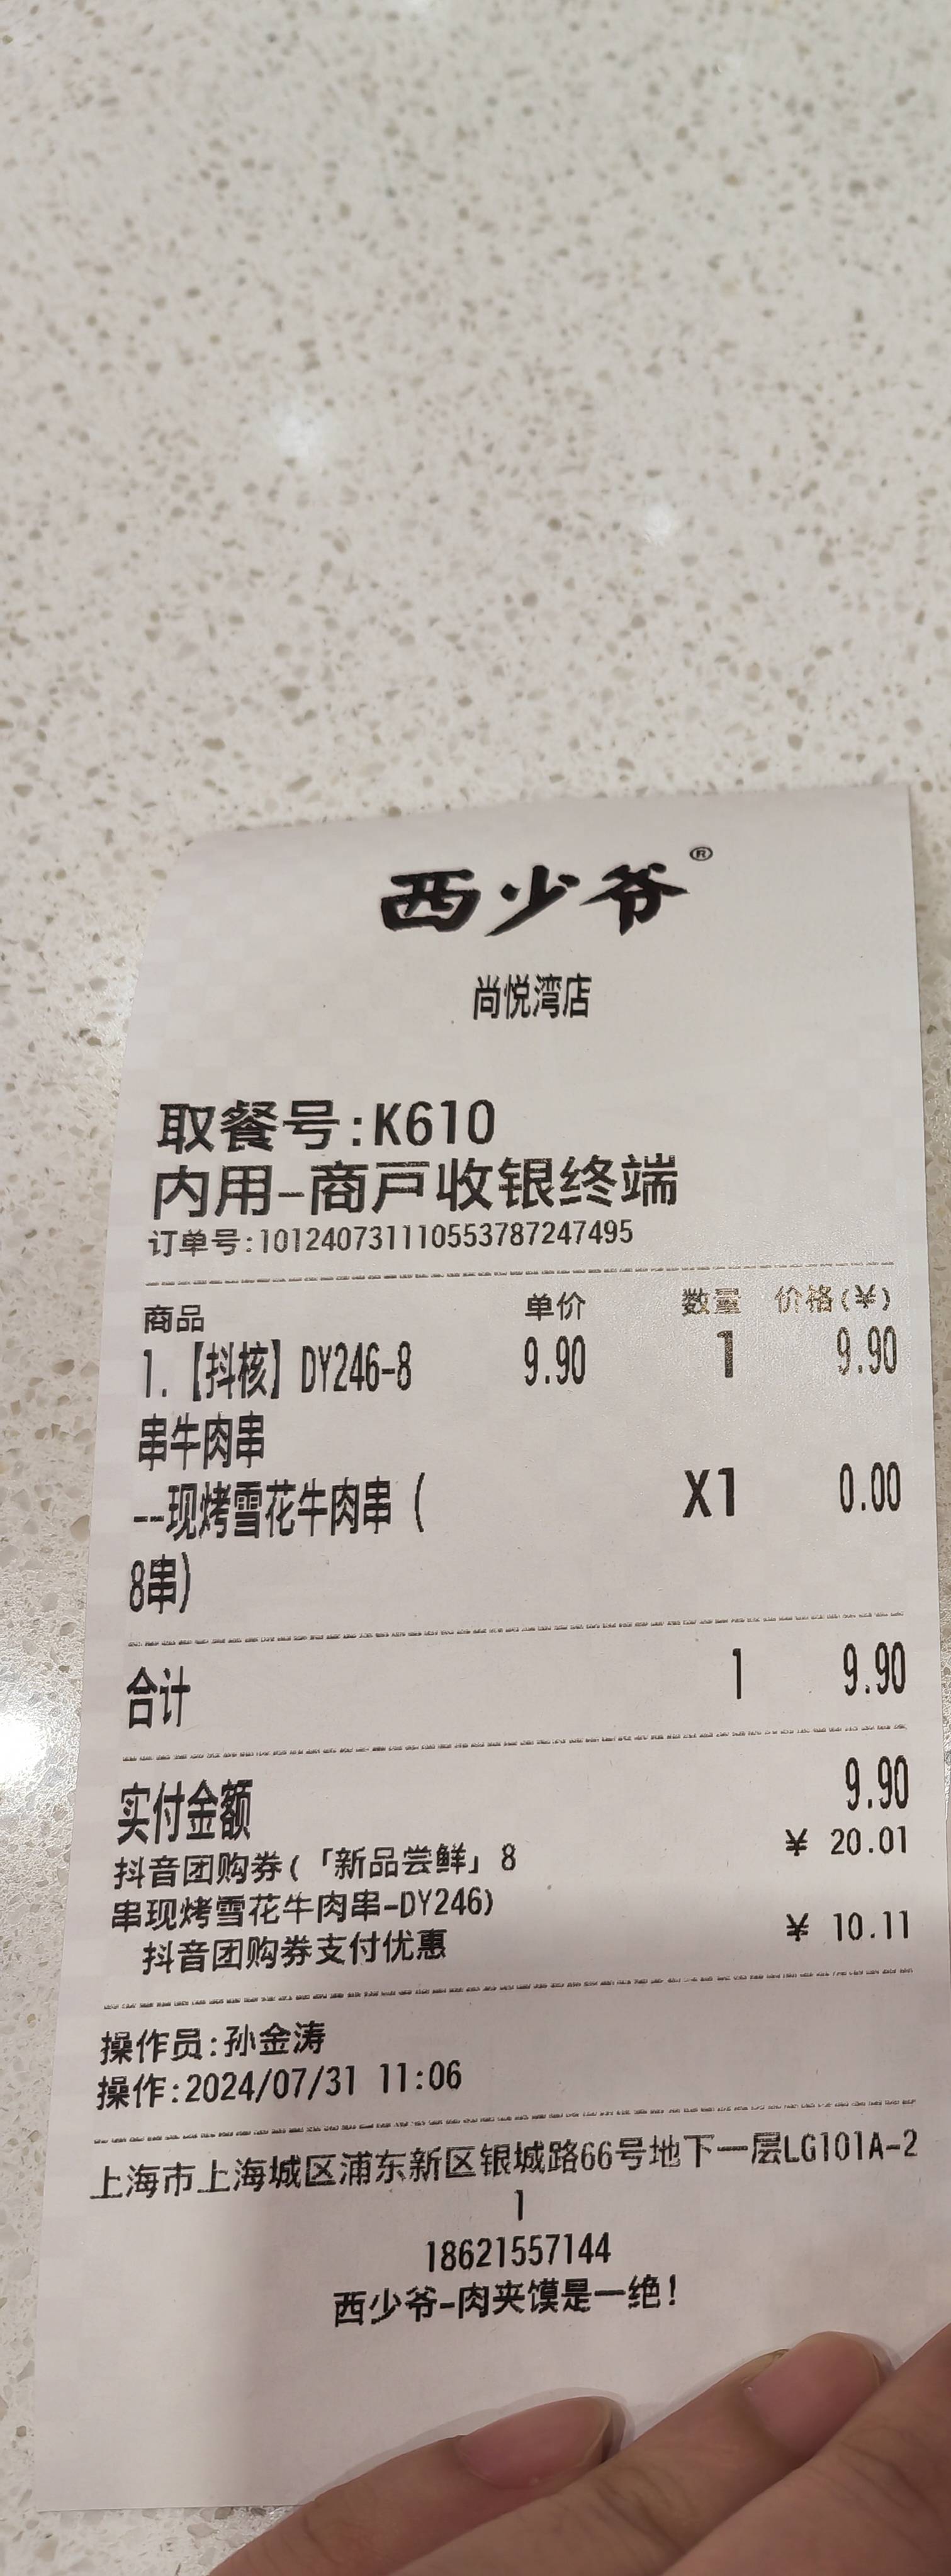 西少爷®
尚悦湾店
取餐号:K610
内用-商户收银终端
订单号:101240731110553787247495
商品 单价 数量 价格(¥)
1.【抖核】DY246-8 9.90 1 9.90
串牛肉串
--现烤雪花牛肉串( X1 0.00
8串)
合计 1 9.90
实付金额 9.90
抖音团购券(「新品尝鲜」8 ¥ 20.01
串现烤雪花牛肉串-DY246)
抖音团购券支付优惠 ¥ 10.11
操作员:孙金涛
操作:2024/07/31 11:06
上海市上海城区浦东新区银城路66号地下一层LG101A-2
1
18621557144
西少爷-肉夹馍是一绝!